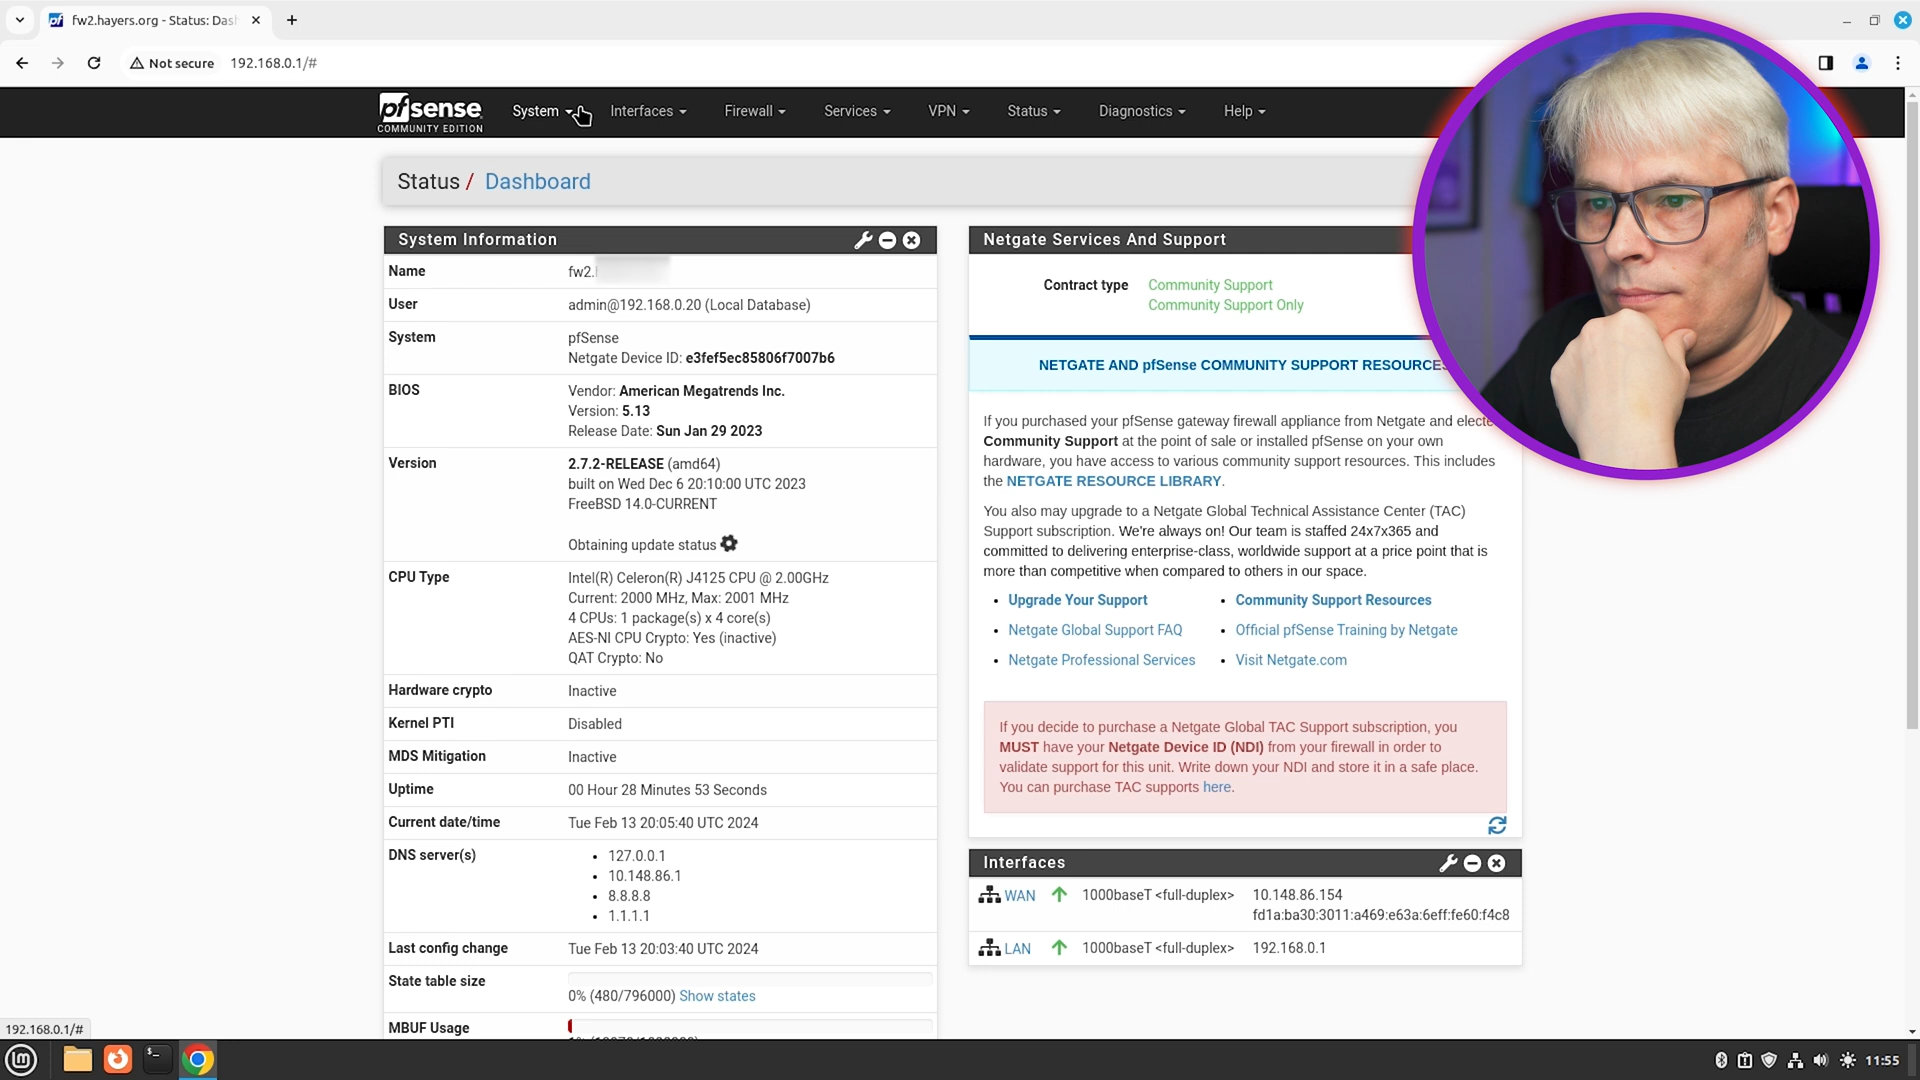 fw2.hayers.org - Status: Das
Not secure
192.168.0.1/#
pfsense
COMMUNITY EDITION
System
Interfaces
Firewall
Services
VPN
Status
Diagnostics
Help
Status / Dashboard
System Information
Name
fw2.
User
admin@192.168.0.20 (Local Database)
System
pfSense
Netgate Device ID: e3fef5ec85806f7007b6
BIOS
Vendor: American Megatrends Inc.
Version: 5.13
Release Date: Sun Jan 29 2023
Version
2.7.2-RELEASE (amd64)
built on Wed Dec 6 20:10:00 UTC 2023
FreeBSD 14.0-CURRENT
Obtaining update status
CPU Type
Intel(R) Celeron(R) J4125 CPU @ 2.00GHz
Current: 2000 MHz, Max: 2001 MHz
4 CPUs: 1 package(s) x 4 core(s)
AES-NI CPU Crypto: Yes (inactive)
QAT Crypto: No
Hardware crypto
Inactive
Kernel PTI
Disabled
MDS Mitigation
Inactive
Uptime
00 Hour 28 Minutes 53 Seconds
Current date/time
Tue Feb 13 20:05:40 UTC 2024
DNS server(s)
127.0.0.1
10.148.86.1
8.8.8.8
1.1.1.1
Last config change
Tue Feb 13 20:03:40 UTC 2024
State table size
0% (480/796000) Show states
MBUF Usage
Netgate Services And Support
Contract type
Community Support
Community Support Only
NETGATE AND pfSense COMMUNITY SUPPORT RESOURCES
If you purchased your pfSense gateway firewall appliance from Netgate and electe
Community Support at the point of sale or installed pfSense on your own
hardware, you have access to various community support resources. This includes
the NETGATE RESOURCE LIBRARY.
You also may upgrade to a Netgate Global Technical Assistance Center (TAC)
Support subscription. We're always on! Our team is staffed 24x7x365 and
committed to delivering enterprise-class, worldwide support at a price point that is
more than competitive when compared to others in our space.
Upgrade Your Support
Community Support Resources
Netgate Global Support FAQ
Official pfSense Training by Netgate
Netgate Professional Services
Visit Netgate.com
If you decide to purchase a Netgate Global TAC Support subscription, you
MUST have your Netgate Device ID (NDI) from your firewall in order to
validate support for this unit. Write down your NDI and store it in a safe place.
You can purchase TAC supports here.
Interfaces
WAN
1000baseT <full-duplex>
10.148.86.154
fd1a:ba30:3011:a469:e63a:6eff:fe60:f4c8
LAN
1000baseT <full-duplex>
192.168.0.1
192.168.0.1/#
11:55